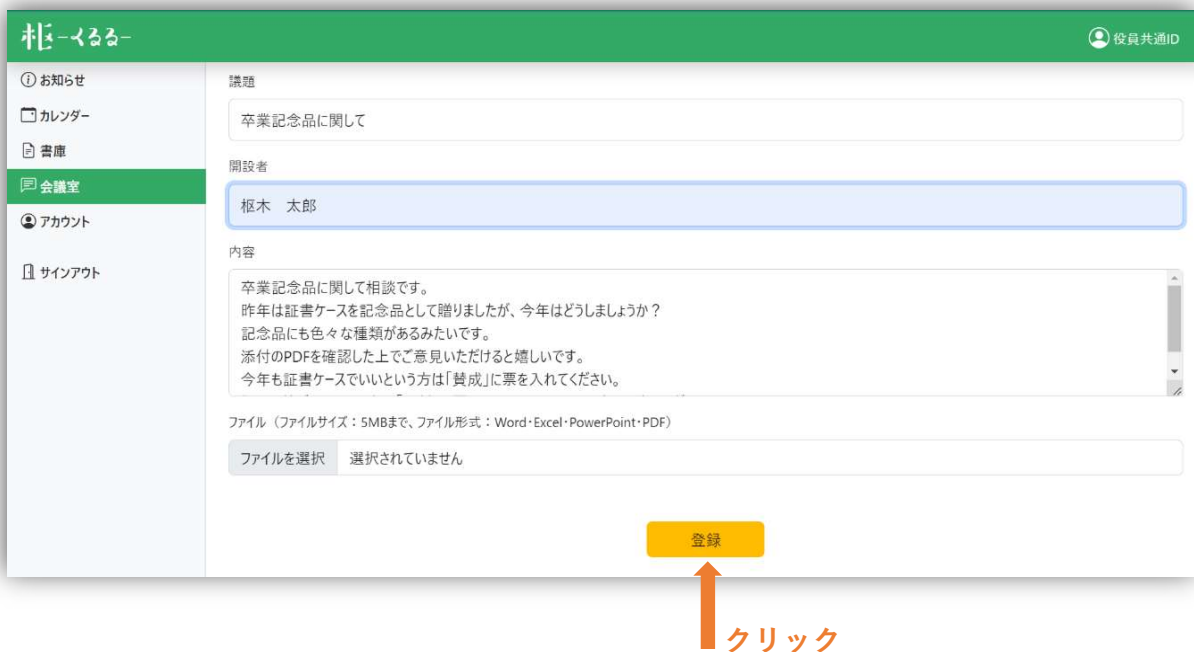 枢-くるる-
役員共通ID
お知らせ
カレンダー
書庫
会議室
アカウント
サインアウト
議題
卒業記念品に関して
開設者
枢木　太郎
内容
卒業記念品に関して相談です。
昨年は証書ケースを記念品として贈りましたが、今年はどうしましょうか？
記念品にも色々な種類があるみたいです。
添付のPDFを確認した上でご意見いただけると嬉しいです。
今年も証書ケースでいいという方は「賛成」に票を入れてください。
ファイル（ファイルサイズ：5MBまで、ファイル形式：Word･Excel･PowerPoint･PDF）
ファイルを選択　選択されていません
登録
クリック